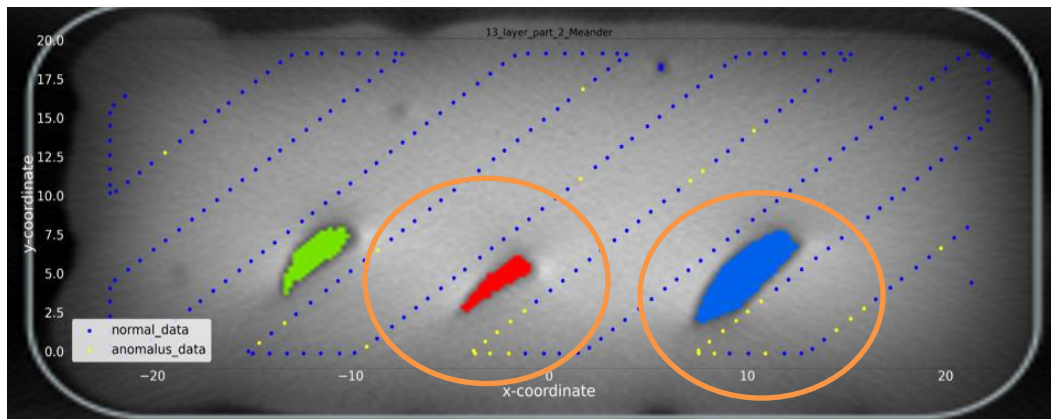 13_layer_part_2_Meander
20.0
17.5
15.0
12.5
10.0
7.5
5.0
2.5
0.0
y-coordinate
normal_data
anomalus_data
−20 −10 0 10 20
x-coordinate